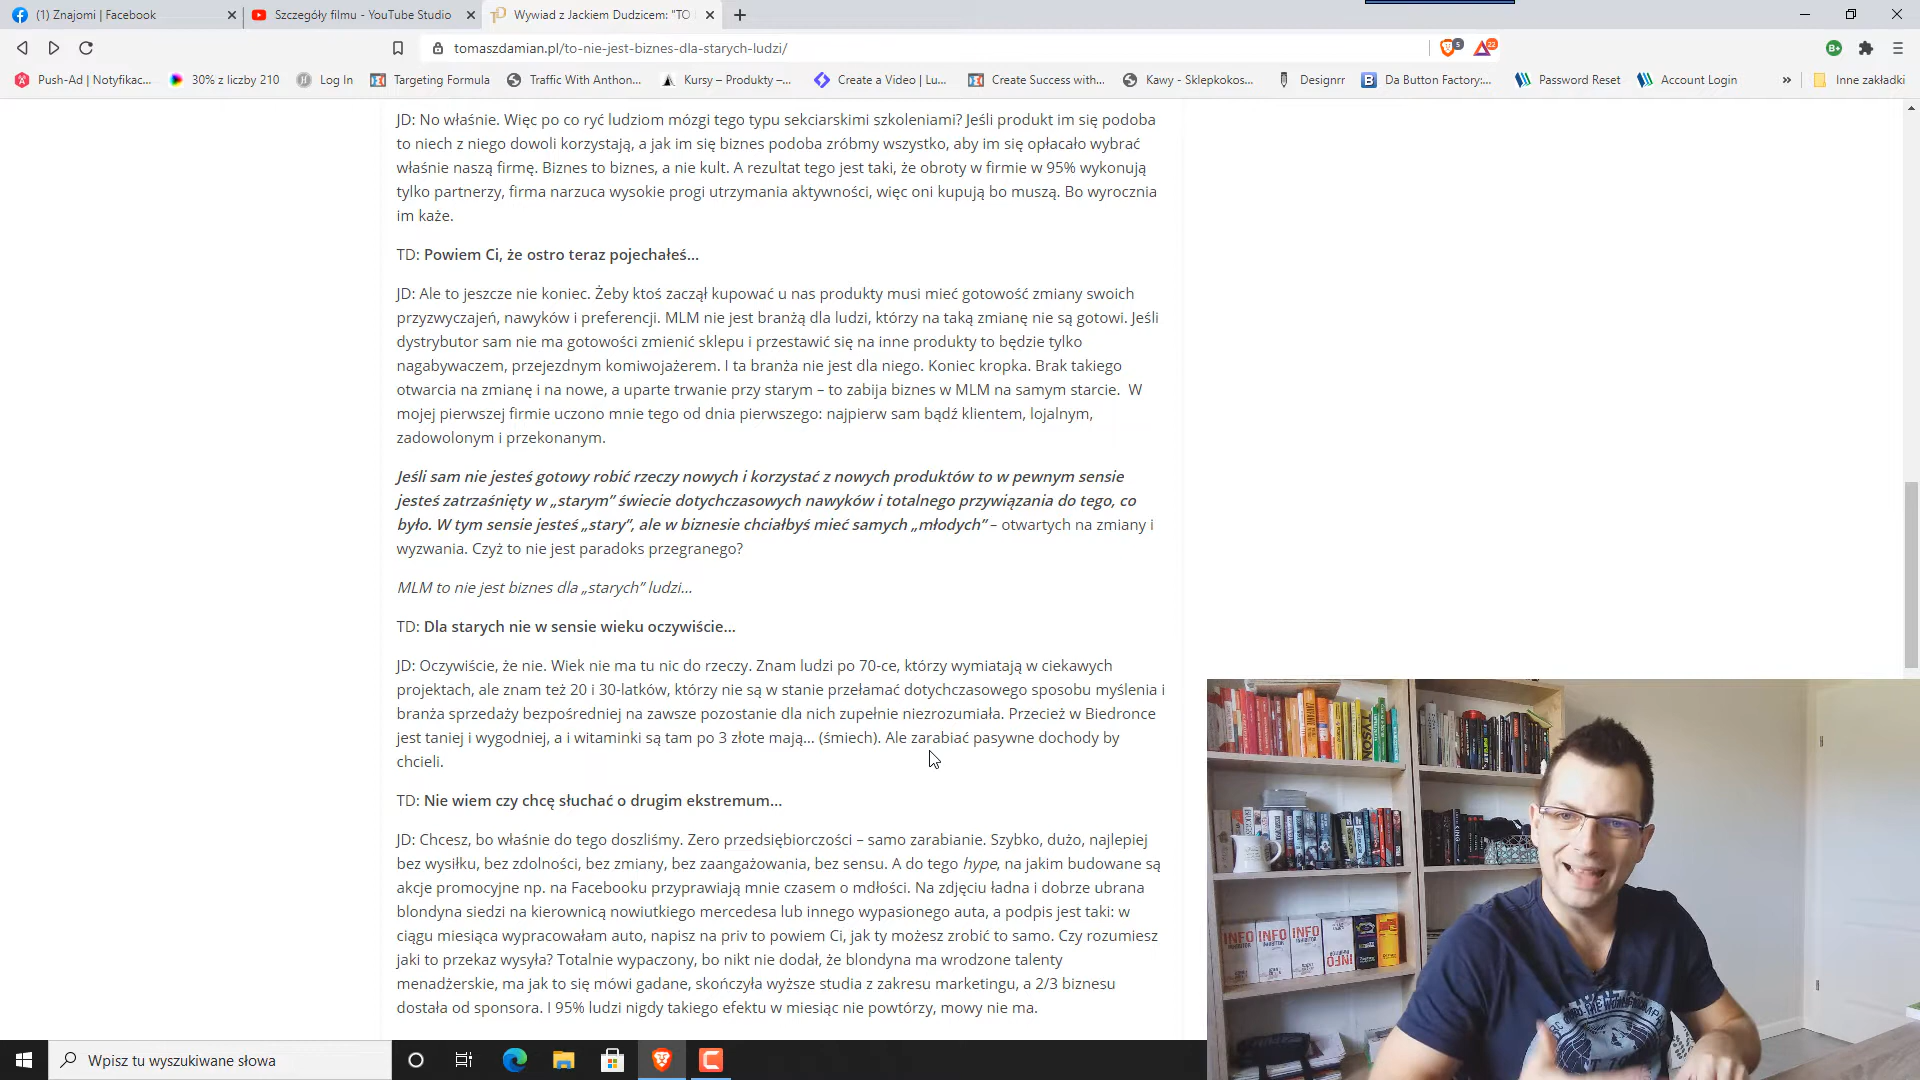 (1) Znajomi | Facebook
Szczegóły filmu - YouTube Studio
Wywiad z Jackiem Dudzicem: "TO
tomaszdamian.pl/to-nie-jest-biznes-dla-starych-ludzi/
5
22
B+
Push-Ad | Notyfikac...
30% z liczby 210
Log In
Targeting Formula
Traffic With Anthon...
Kursy – Produkty –...
Create a Video | Lu...
Create Success with...
Kawy - Sklepkokos...
Designrr
Da Button Factory:...
Password Reset
Account Login
»
Inne zakładki
JD: No właśnie. Więc po co ryć ludziom mózgi tego typu sekciarskimi szkoleniami? Jeśli produkt im się podoba
to niech z niego dowoli korzystają, a jak im się biznes podoba zróbmy wszystko, aby im się opłacało wybrać
właśnie naszą firmę. Biznes to biznes, a nie kult. A rezultat tego jest taki, że obroty w firmie w 95% wykonują
tylko partnerzy, firma narzuca wysokie progi utrzymania aktywności, więc oni kupują bo muszą. Bo wyrocznia
im każe.
TD: Powiem Ci, że ostro teraz pojechałeś...
JD: Ale to jeszcze nie koniec. Żeby ktoś zaczął kupować u nas produkty musi mieć gotowość zmiany swoich
przyzwyczajeń, nawyków i preferencji. MLM nie jest branżą dla ludzi, którzy na taką zmianę nie są gotowi. Jeśli
dystrybutor sam nie ma gotowości zmienić sklepu i przestawić się na inne produkty to będzie tylko
nagabywaczem, przejezdnym komiwojażerem. I ta branża nie jest dla niego. Koniec kropka. Brak takiego
otwarcia na zmianę i na nowe, a uparte trwanie przy starym – to zabija biznes w MLM na samym starcie.  W
mojej pierwszej firmie uczono mnie tego od dnia pierwszego: najpierw sam bądź klientem, lojalnym,
zadowolonym i przekonanym.
Jeśli sam nie jesteś gotowy robić rzeczy nowych i korzystać z nowych produktów to w pewnym sensie
jesteś zatrzaśnięty w „starym” świecie dotychczasowych nawyków i totalnego przywiązania do tego, co
było. W tym sensie jesteś „stary”, ale w biznesie chciałbyś mieć samych „młodych” – otwartych na zmiany i
wyzwania. Czyż to nie jest paradoks przegranego?
MLM to nie jest biznes dla „starych” ludzi...
TD: Dla starych nie w sensie wieku oczywiście...
JD: Oczywiście, że nie. Wiek nie ma tu nic do rzeczy. Znam ludzi po 70-ce, którzy wymiatają w ciekawych
projektach, ale znam też 20 i 30-latków, którzy nie są w stanie przełamać dotychczasowego sposobu myślenia i
branża sprzedaży bezpośredniej na zawsze pozostanie dla nich zupełnie niezrozumiała. Przecież w Biedronce
jest taniej i wygodniej, a i witaminki są tam po 3 złote mają... (śmiech). Ale zarabiać pasywne dochody by
chcieli.
TD: Nie wiem czy chcę słuchać o drugim ekstremum...
JD: Chcesz, bo właśnie do tego doszliśmy. Zero przedsiębiorczości – samo zarabianie. Szybko, dużo, najlepiej
bez wysiłku, bez zdolności, bez zmiany, bez zaangażowania, bez sensu. A do tego hype, na jakim budowane są
akcje promocyjne np. na Facebooku przyprawiają mnie czasem o mdłości. Na zdjęciu ładna i dobrze ubrana
blondyna siedzi na kierownicą nowiutkiego mercedesa lub innego wypasionego auta, a podpis jest taki: w
ciągu miesiąca wypracowałam auto, napisz na priv to powiem Ci, jak ty możesz zrobić to samo. Czy rozumiesz
jaki to przekaz wysyła? Totalnie wypaczony, bo nikt nie dodał, że blondyna ma wrodzone talenty
menadżerskie, ma jak to się mówi gadane, skończyła wyższe studia z zakresu marketingu, a 2/3 biznesu
dostała od sponsora. I 95% ludzi nigdy takiego efektu w miesiąc nie powtórzy, mowy nie ma.
TYSON
KING
INFO
INFO
INFO
INFO
Wpisz tu wyszukiwane słowa